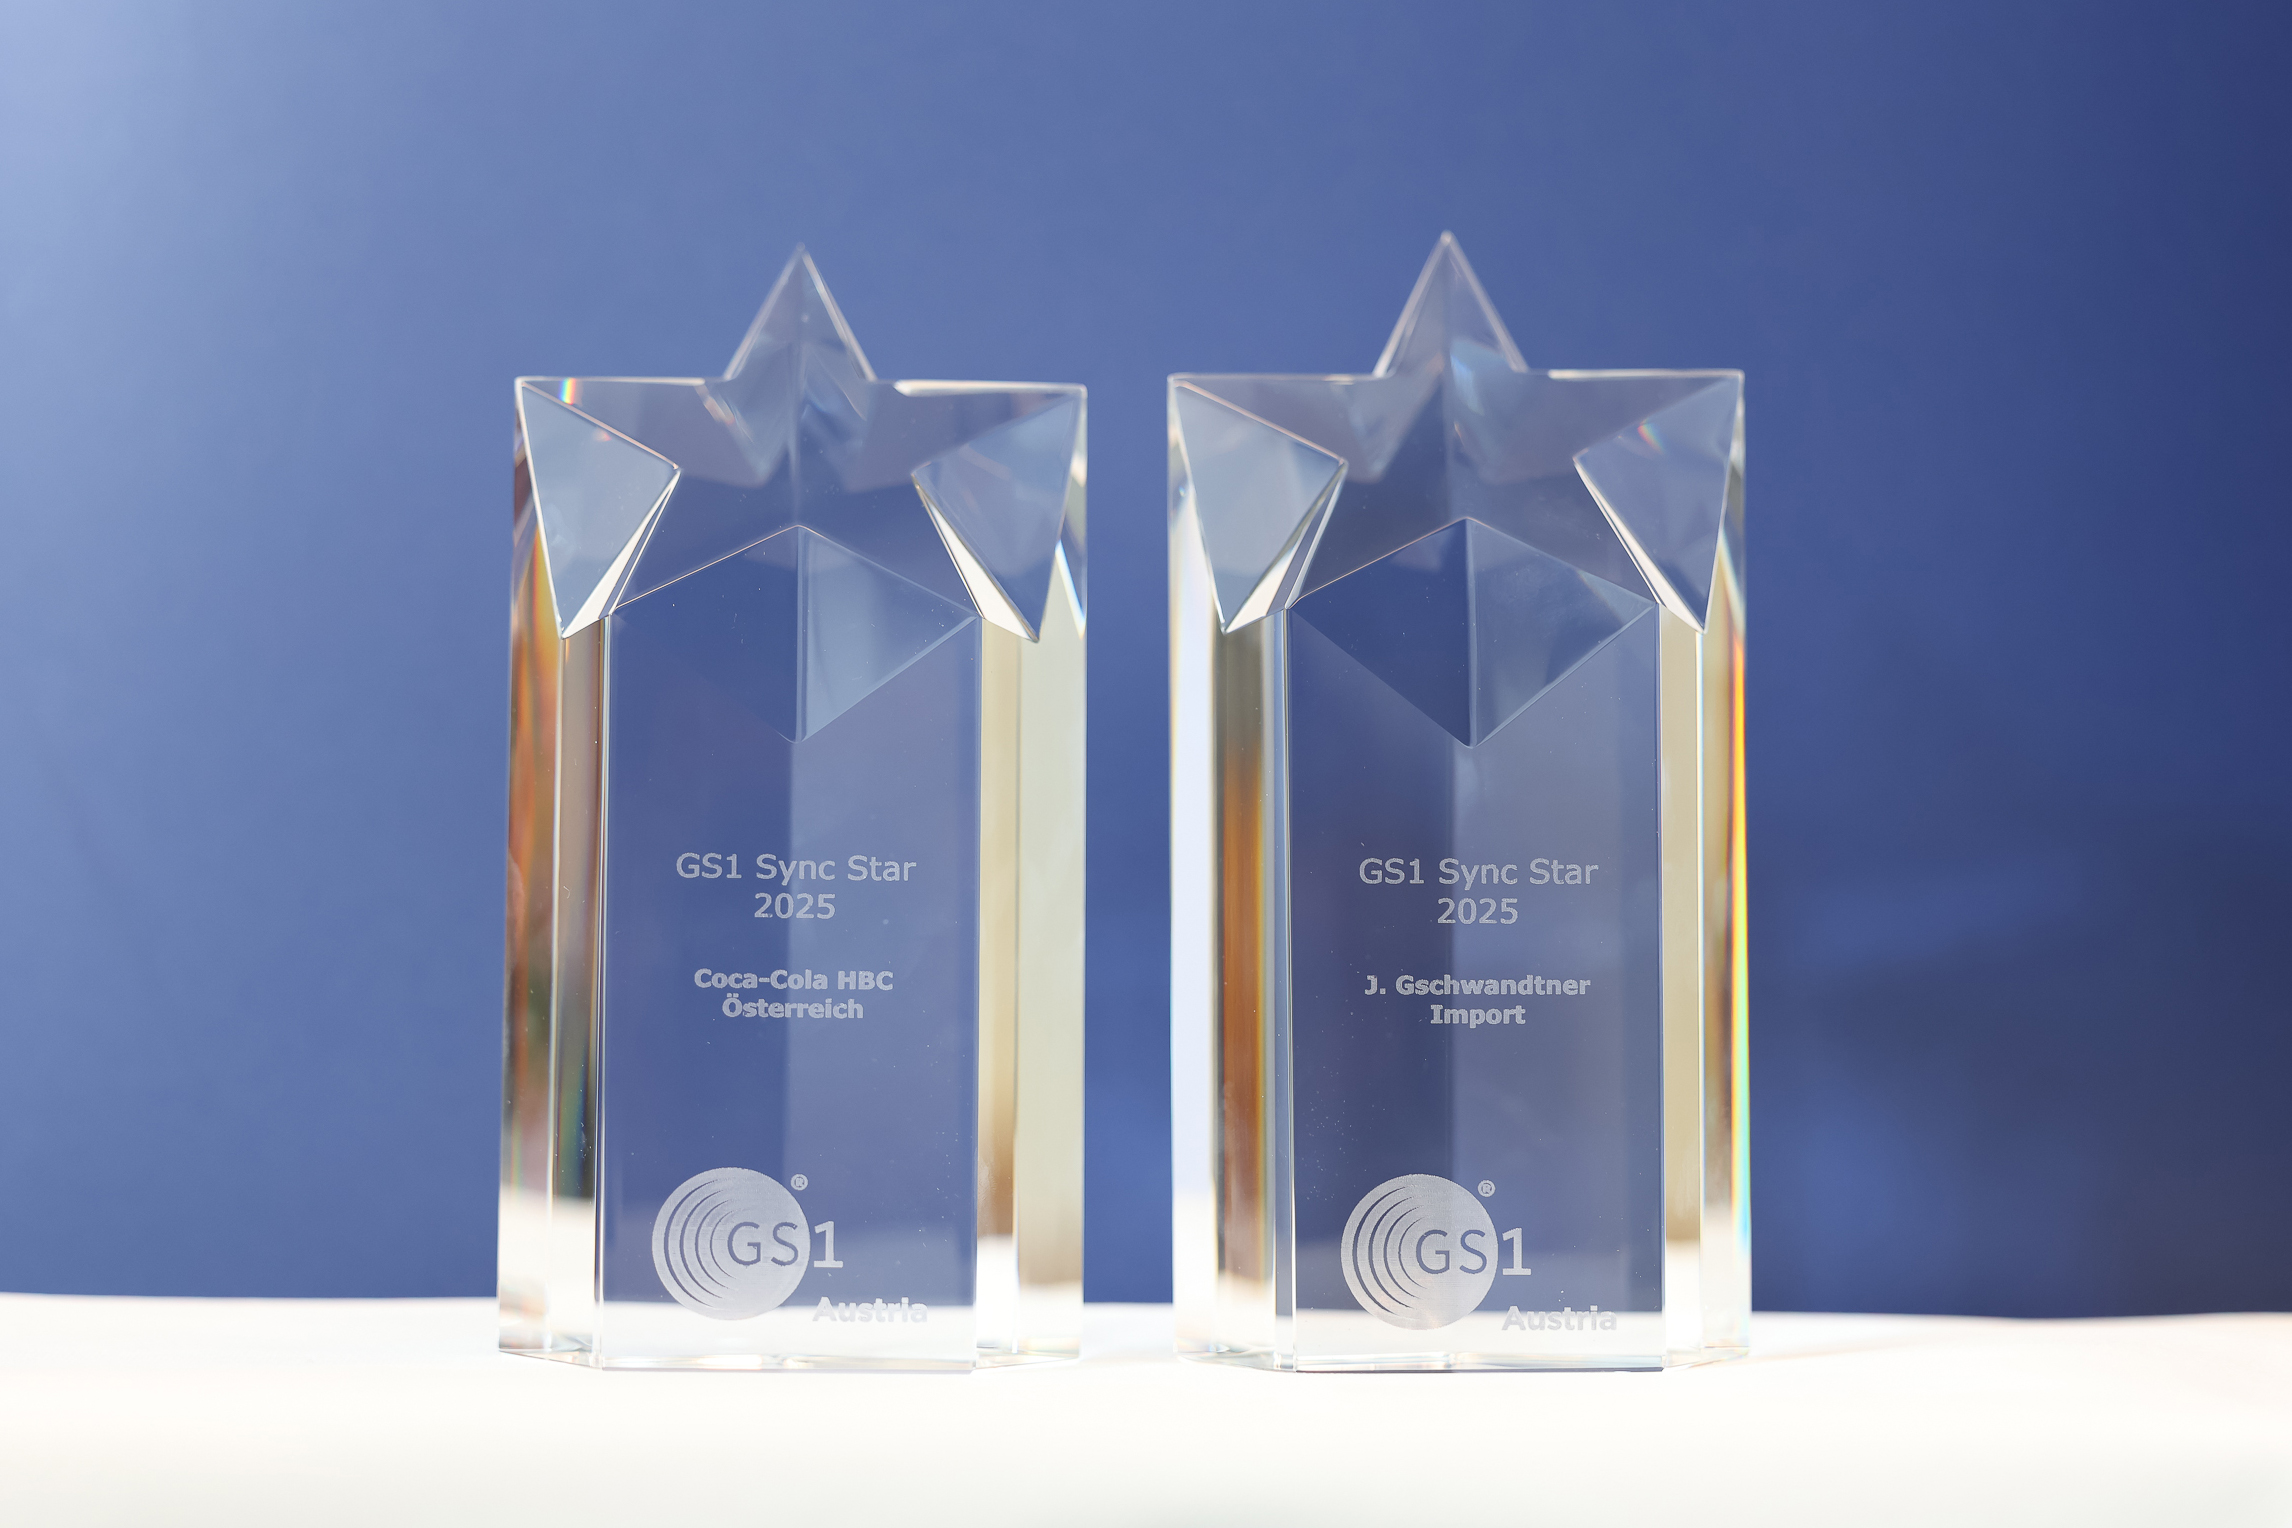 GS1 Sync Star
2025
Coca-Cola HBC
Österreich
GS1®
Austria
GS1 Sync Star
2025
J. Gschwandtner
Import
GS1®
Austria